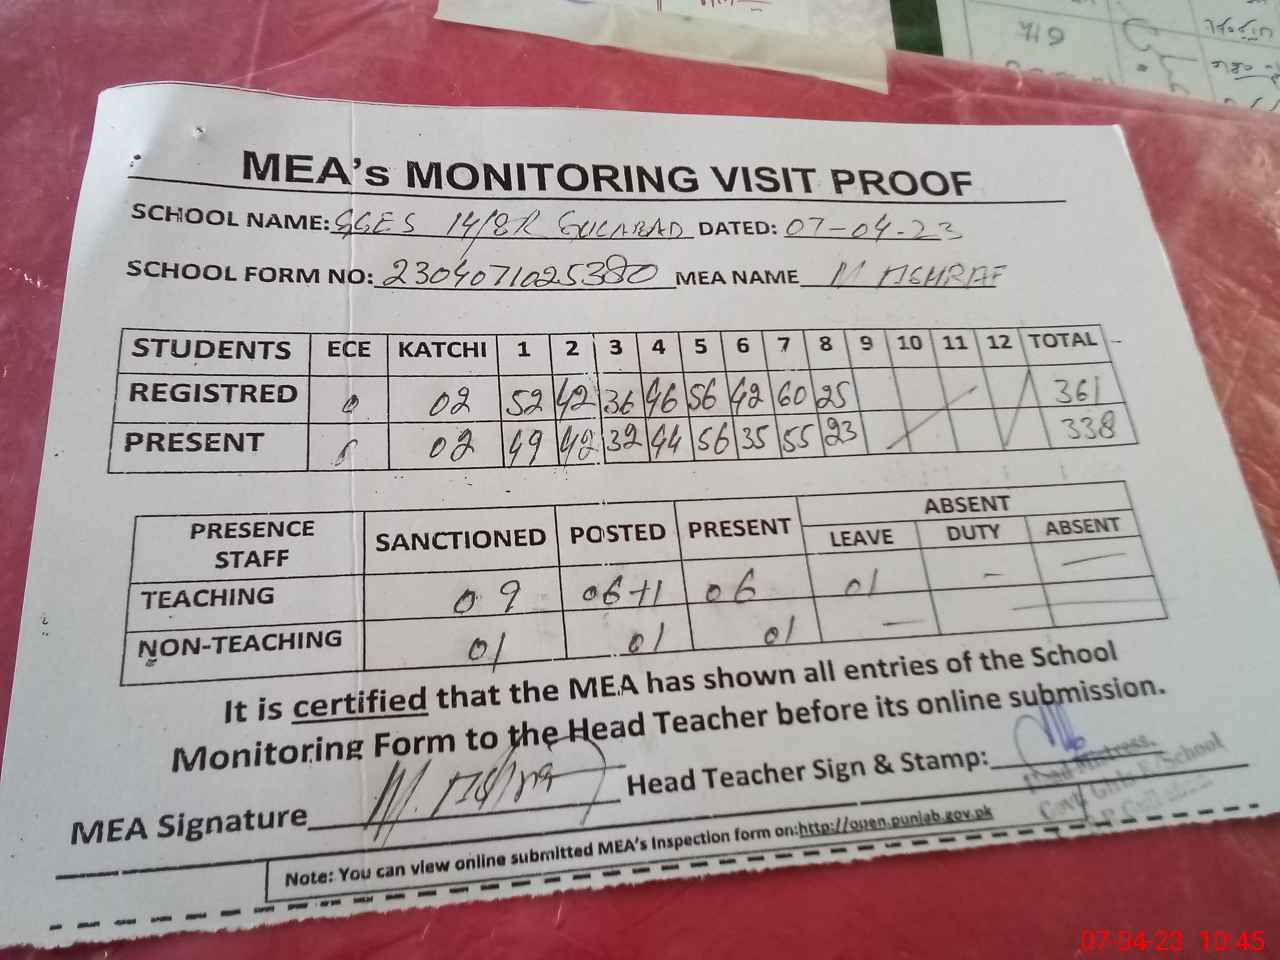 MEA's MONITORING VISIT PROOF
SCHOOL NAME: GGES 14/8R GULABAD DATED: 07-04-23
SCHOOL FORM NO: 2304071025380 MEA NAME M ASHRAF
STUDENTS ECE KATCHI 1 2 3 4 5 6 7 8 9 10 11 12 TOTAL
REGISTRED 0 02 52 42 36 46 56 42 60 25 361
PRESENT 02 49 42 32 44 56 35 55 23 338
PRESENCE STAFF SANCTIONED POSTED PRESENT ABSENT
LEAVE DUTY ABSENT
TEACHING 09 06+1 06 01 – –
NON-TEACHING 01 01 01 – –
It is certified that the MEA has shown all entries of the School
Monitoring Form to the Head Teacher before its online submission.
MEA Signature M. Ashraf Head Teacher Sign & Stamp:
Head Mistress,
Govt. Girls E. School
Note: You can view online submitted MEA's Inspection form on:http://open.punjab.gov.pk
07-04-23 10:45